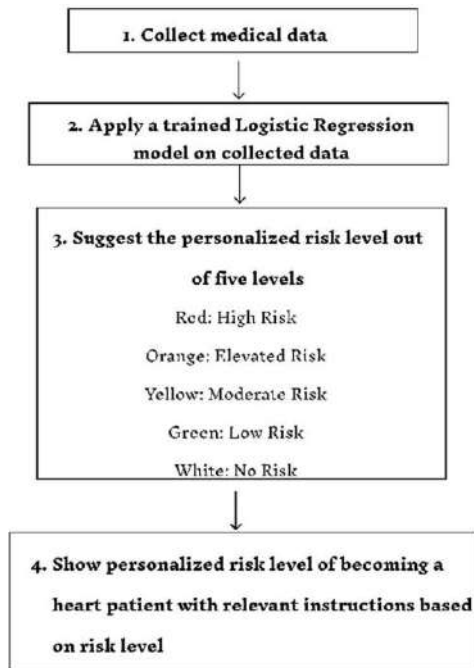 1. Collect medical data
2. Apply a trained Logistic Regression
model on collected data
3. Suggest the personalized risk level out
of five levels
Red: High Risk
Orange: Elevated Risk
Yellow: Moderate Risk
Green: Low Risk
White: No Risk
4. Show personalized risk level of becoming a
heart patient with relevant instructions based
on risk level